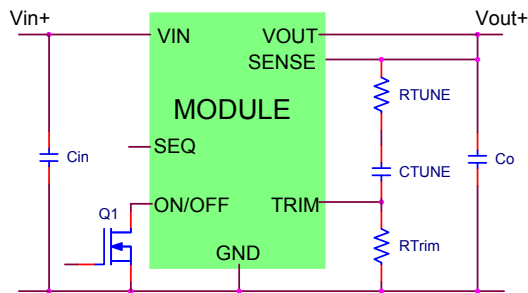 Vin+
Vout+
VIN
VOUT
SENSE
MODULE
RTUNE
Cin
SEQ
CTUNE
Co
Q1
ON/OFF
TRIM
RTrim
GND